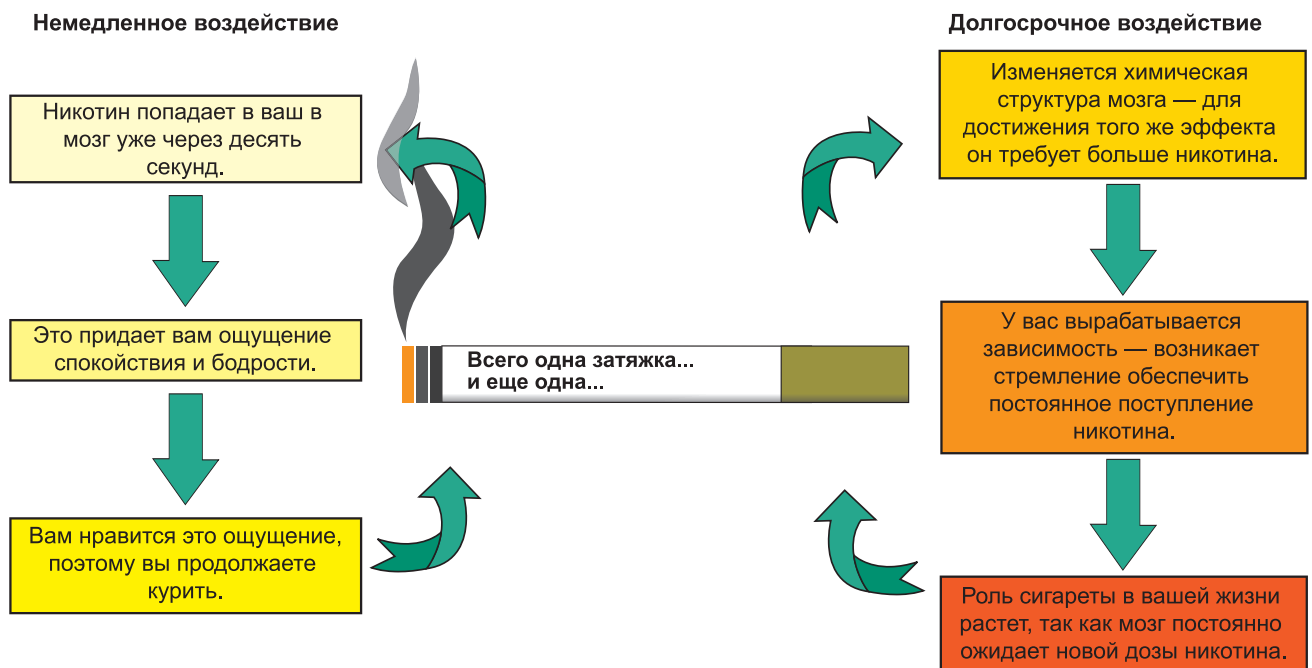 Немедленное воздействие
Никотин попадает в ваш в
мозг уже через десять
секунд.
Это придает вам ощущение
спокойствия и бодрости.
Вам нравится это ощущение,
поэтому вы продолжаете
курить.
Всего одна затяжка...
и еще одна...
Долгосрочное воздействие
Изменяется химическая
структура мозга — для
достижения того же эффекта
он требует больше никотина.
У вас вырабатывается
зависимость — возникает
стремление обеспечить
постоянное поступление
никотина.
Роль сигареты в вашей жизни
растет, так как мозг постоянно
ожидает новой дозы никотина.